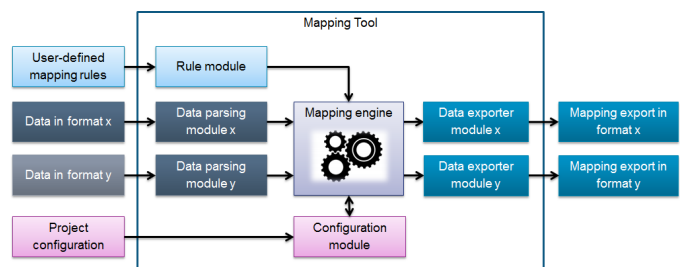 Mapping Tool
User-defined
mapping rules
Rule module
Data in format x
Data parsing
module x
Mapping engine
Data exporter
module x
Mapping export in
format x
Data in format y
Data parsing
module y
Data exporter
module y
Mapping export in
format y
Project
configuration
Configuration
module